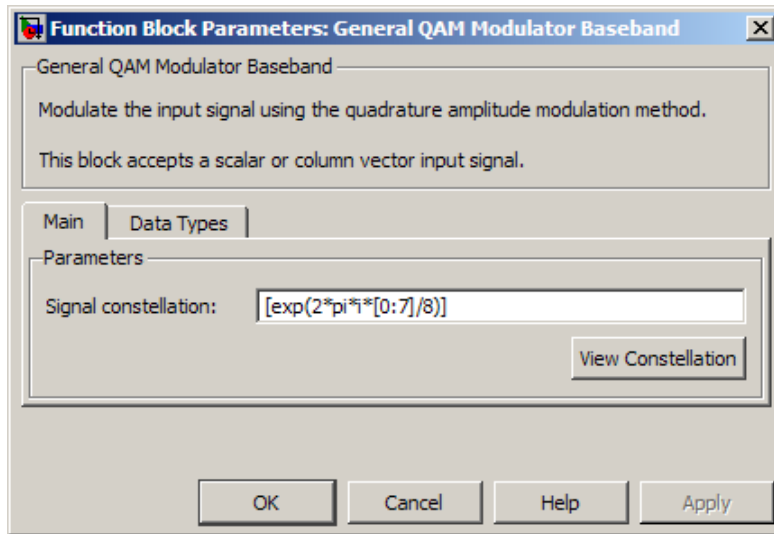 Function Block Parameters: General QAM Modulator Baseband
General QAM Modulator Baseband
Modulate the input signal using the quadrature amplitude modulation method.
This block accepts a scalar or column vector input signal.
Main Data Types
Parameters
Signal constellation: [exp(2*pi*i*[0:7]/8)]
View Constellation
OK Cancel Help Apply